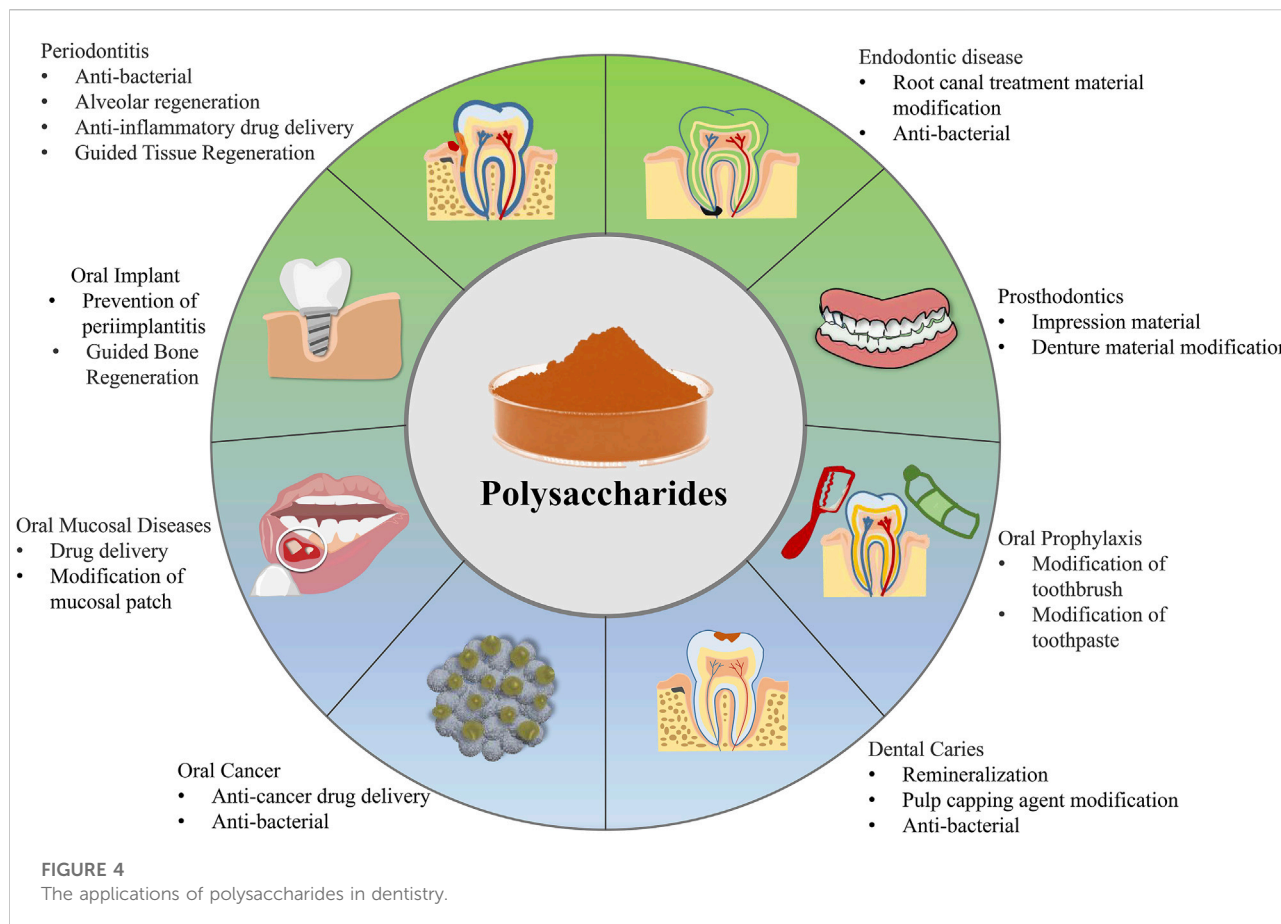 Periodontitis
• Anti-bacterial
• Alveolar regeneration
• Anti-inflammatory drug delivery
• Guided Tissue Regeneration
Endodontic disease
• Root canal treatment material
modification
• Anti-bacterial
Oral Implant
• Prevention of
periimplantitis
• Guided Bone
Regeneration
Prosthodontics
• Impression material
• Denture material modification
Polysaccharides
Oral Mucosal Diseases
• Drug delivery
• Modification of
mucosal patch
Oral Prophylaxis
• Modification of
toothbrush
• Modification of
toothpaste
Oral Cancer
• Anti-cancer drug delivery
• Anti-bacterial
Dental Caries
• Remineralization
• Pulp capping agent modification
• Anti-bacterial
FIGURE 4
The applications of polysaccharides in dentistry.